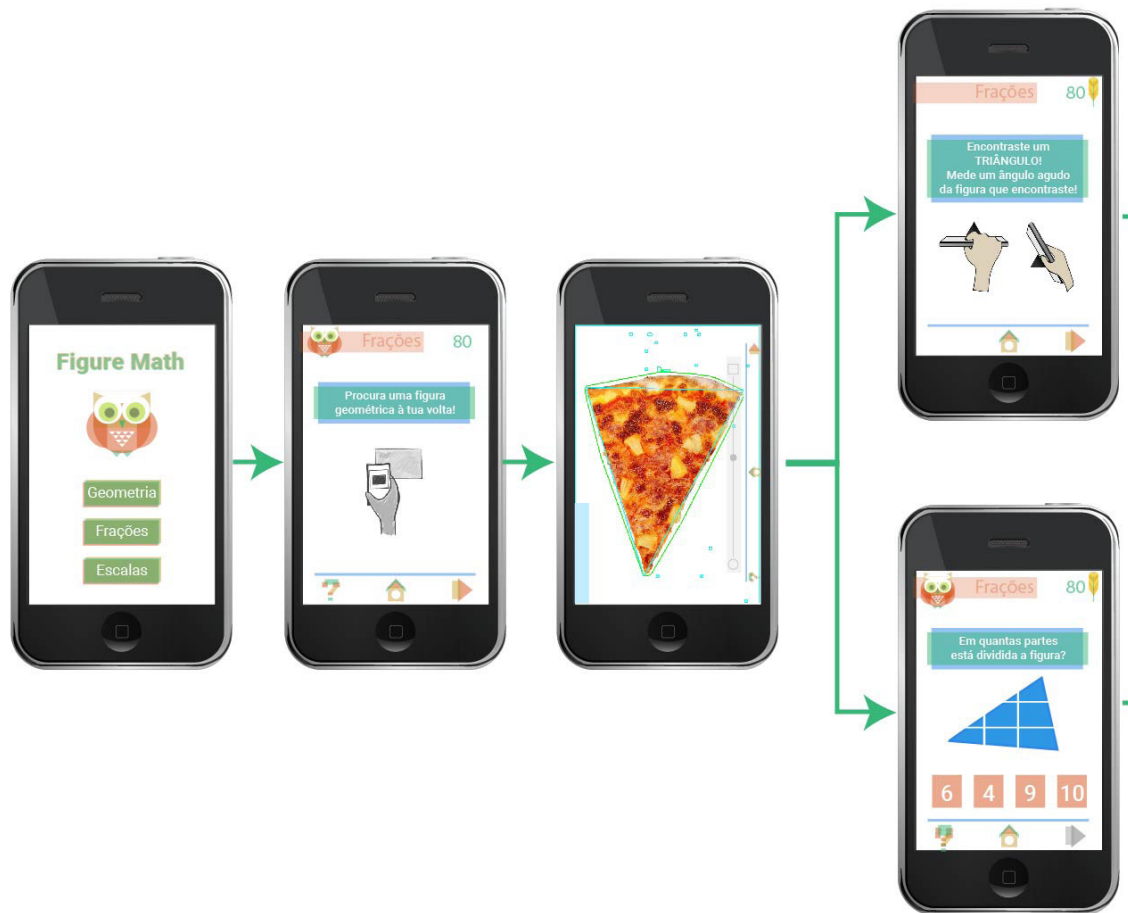 Figure Math
Geometria
Frações
Escalas
Frações 80
Procura uma figura
geométrica à tua volta!
?
Frações 80
Encontraste um
TRIÂNGULO!
Mede um ângulo agudo
da figura que encontraste!
Frações 80
Em quantas partes
está dividida a figura?
6 4 9 10
?